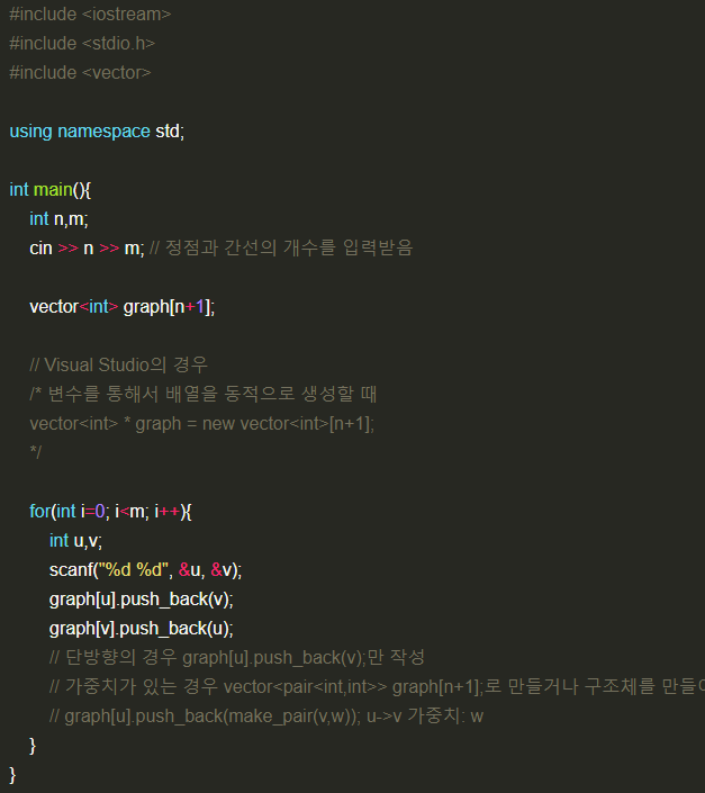 #include <iostream>
#include <stdio.h>
#include <vector>
using namespace std;
int main(){
int n,m;
cin >> n >> m; // 정점과 간선의 개수를 입력받음
vector<int> graph[n+1];
// Visual Studio의 경우
/* 변수를 통해서 배열을 동적으로 생성할 때
vector<int> * graph = new vector<int>[n+1];
*/
for(int i=0; i<m; i++){
int u,v;
scanf("%d %d", &u, &v);
graph[u].push_back(v);
graph[v].push_back(u);
// 단방향의 경우 graph[u].push_back(v);만 작성
// 가중치가 있는 경우 vector<pair<int,int>> graph[n+1];로 만들거나 구조체를
// graph[u].push_back(make_pair(v,w)); u->v 가중치: w
}
}